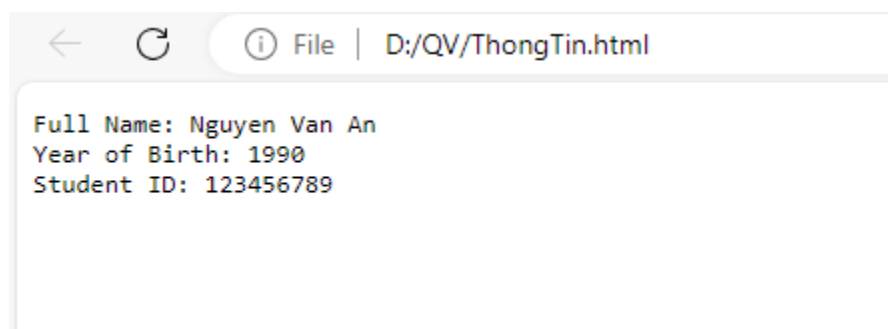 File | D:/QV/ThongTin.html
Full Name: Nguyen Van An
Year of Birth: 1990
Student ID: 123456789